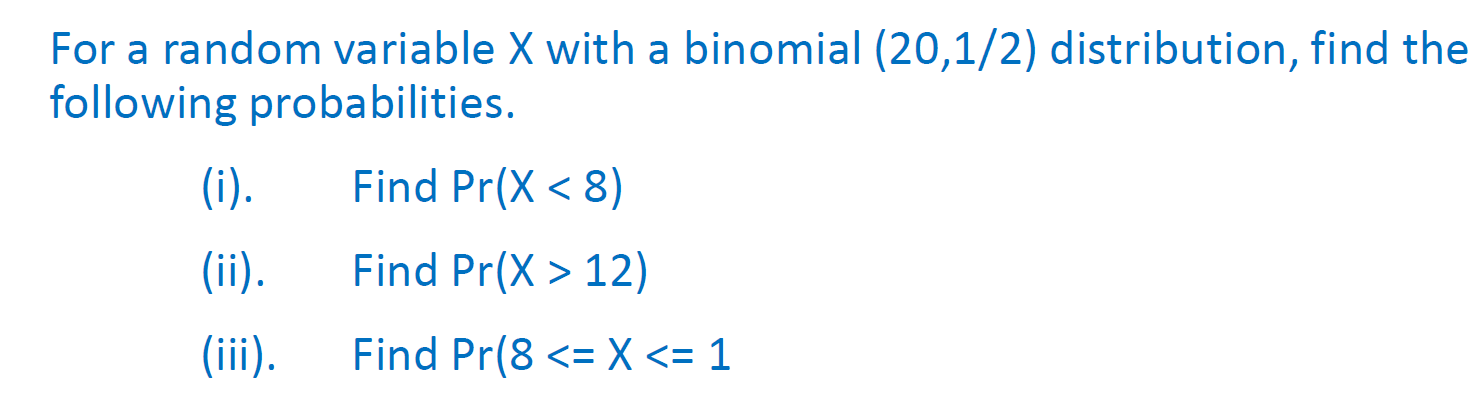 For a random variable X with a binomial (20,1/2) distribution, find the
following probabilities.
(i). Find Pr(X < 8)
(ii). Find Pr(X > 12)
(iii). Find Pr(8 <= X <= 1